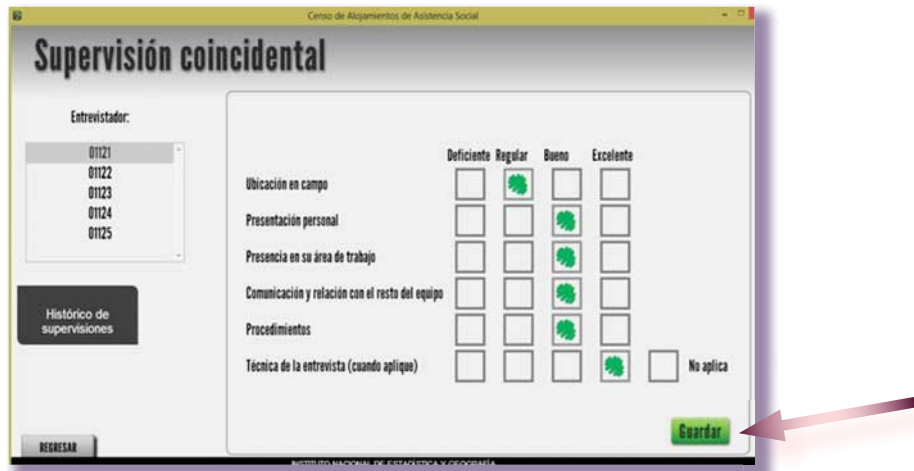 Censo de Alojamientos de Asistencia Social
Supervisión coincidental
Entrevistador:
01121
01122
01123
01124
01125
Histórico de
supervisiones
REGRESAR
Deficiente Regular Bueno Excelente
Ubicación en campo
Presentación personal
Presencia en su área de trabajo
Comunicación y relación con el resto del equipo
Procedimientos
Técnica de la entrevista (cuando aplique)
No aplica
Guardar
INSTITUTO NACIONAL DE ESTADÍSTICA Y GEOGRAFÍA